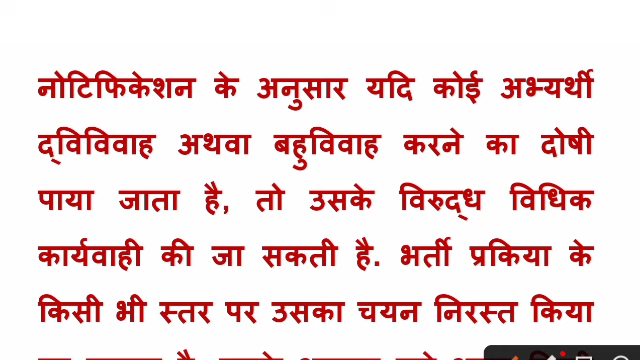 नोटिफिकेशन के अनुसार यदि कोई अभ्यर्थी
द्विविवाह अथवा बहुविवाह करने का दोषी
पाया जाता है, तो उसके विरुद्ध विधिक
कार्यवाही की जा सकती है. भर्ती प्रकिया के
किसी भी स्तर पर उसका चयन निरस्त किया